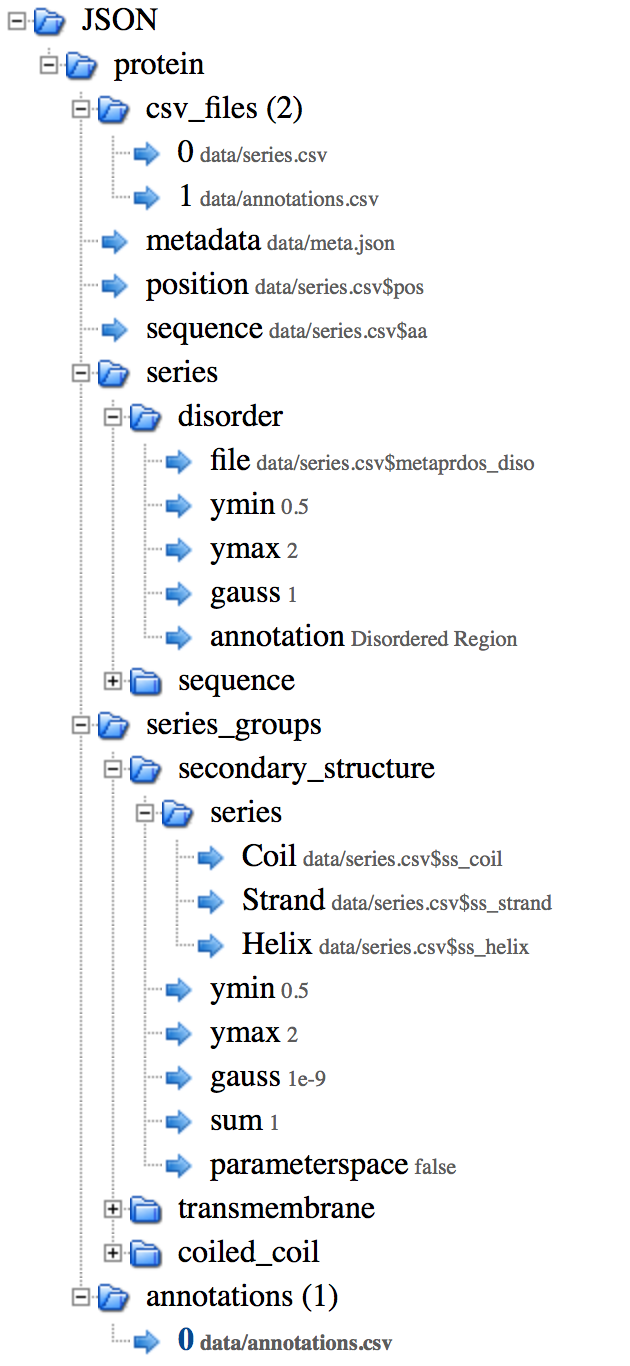 JSON
protein
csv_files (2)
0 data/series.csv
1 data/annotations.csv
metadata data/meta.json
position data/series.csv$pos
sequence data/series.csv$aa
series
disorder
file data/series.csv$metaprdos_diso
ymin 0.5
ymax 2
gauss 1
annotation Disordered Region
sequence
series_groups
secondary_structure
series
Coil data/series.csv$ss_coil
Strand data/series.csv$ss_strand
Helix data/series.csv$ss_helix
ymin 0.5
ymax 2
gauss 1e-9
sum 1
parameterspace false
transmembrane
coiled_coil
annotations (1)
0 data/annotations.csv